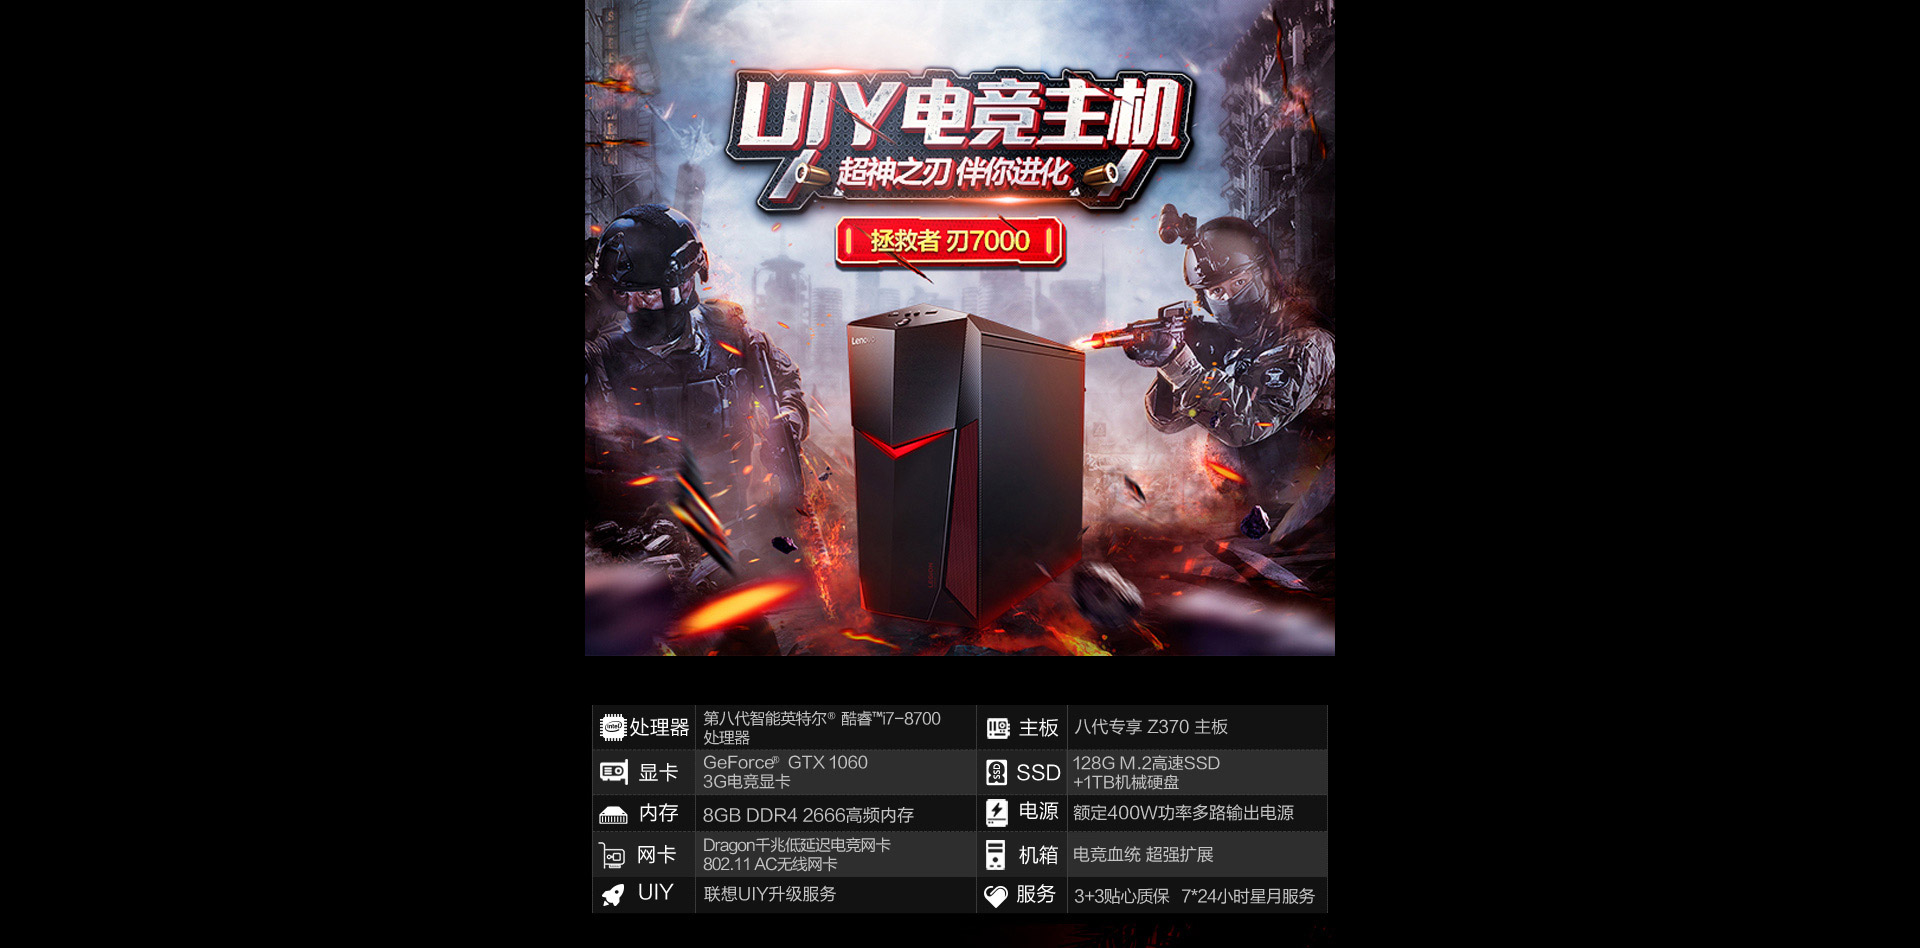 UIY电竞主机
超神之刃 伴你进化
拯救者 刃7000
Lenovo
LEGION
intel
处理器
第八代智能英特尔® 酷睿™i7-8700
处理器
主板
八代专享 Z370 主板
显卡
GeForce® GTX 1060
3G电竞显卡
SSD
SSD
128G M.2高速SSD
+1TB机械硬盘
内存
8GB DDR4 2666高频内存
电源
额定400W功率多路输出电源
网卡
Dragon千兆低延迟电竞网卡
802.11 AC无线网卡
机箱
电竞血统 超强扩展
UIY
联想UIY升级服务
服务
3+3贴心质保 7*24小时星月服务